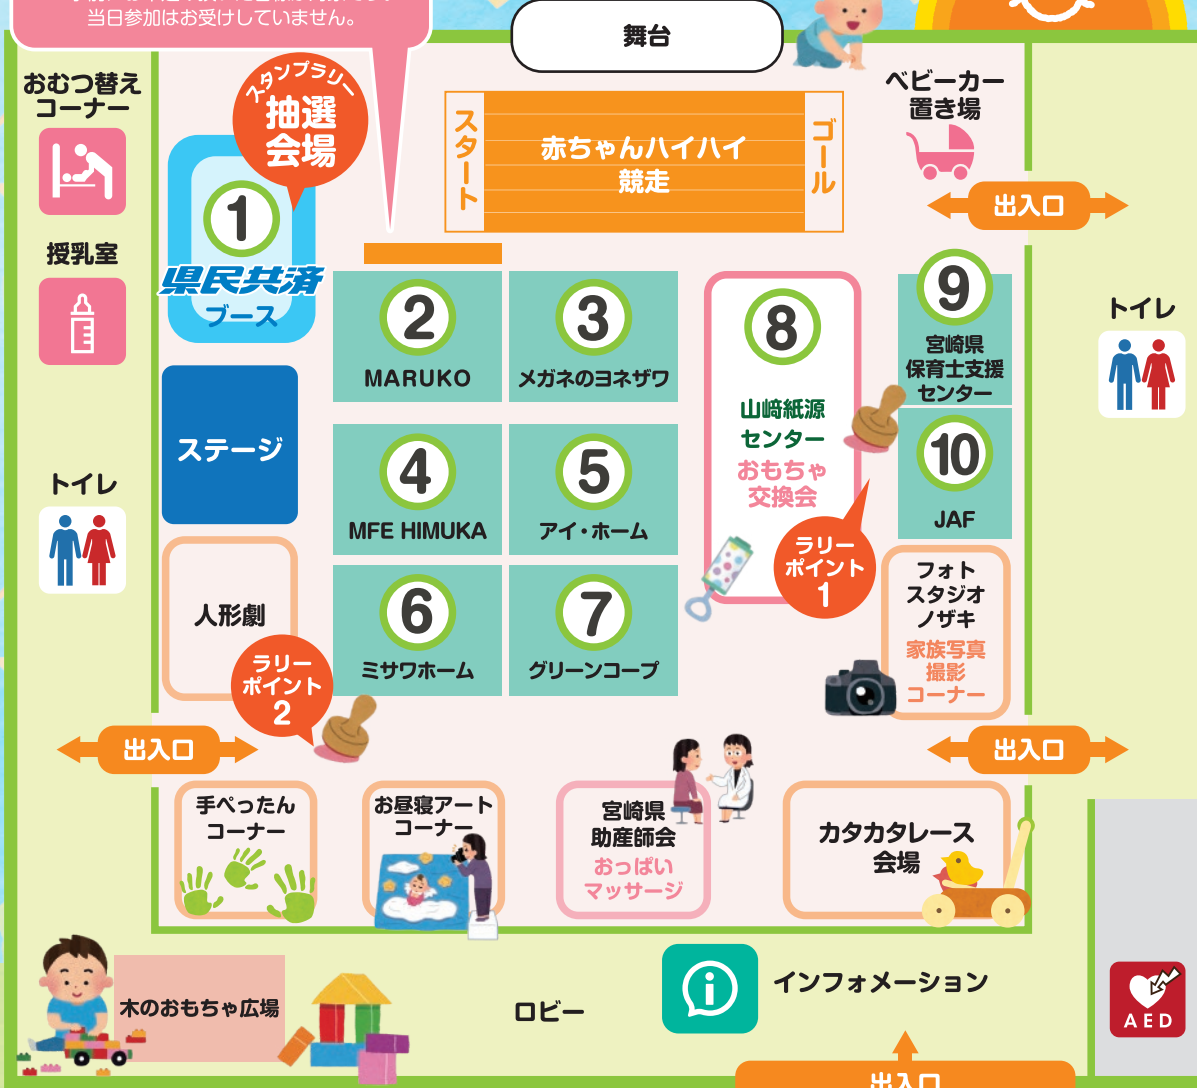 当日参加はお受けしていません。
舞台
おむつ替え
コーナー
スタンプラリー
抽選
会場
スタート
赤ちゃんハイハイ
競走
ゴール
ベビーカー
置き場
出入口
授乳室
1
県民共済
ブース
2
MARUKO
3
メガネのヨネザワ
8
山﨑紙源
センター
おもちゃ
交換会
9
宮崎県
保育士支援
センター
トイレ
ステージ
4
MFE HIMUKA
5
アイ・ホーム
10
JAF
トイレ
ラリー
ポイント
1
人形劇
ラリー
ポイント
2
6
ミサワホーム
7
グリーンコープ
フォト
スタジオ
ノザキ
家族写真
撮影
コーナー
出入口
出入口
手ぺったん
コーナー
お昼寝アート
コーナー
宮崎県
助産師会
おっぱい
マッサージ
カタカタレース
会場
木のおもちゃ広場
ロビー
i
インフォメーション
AED
出入口